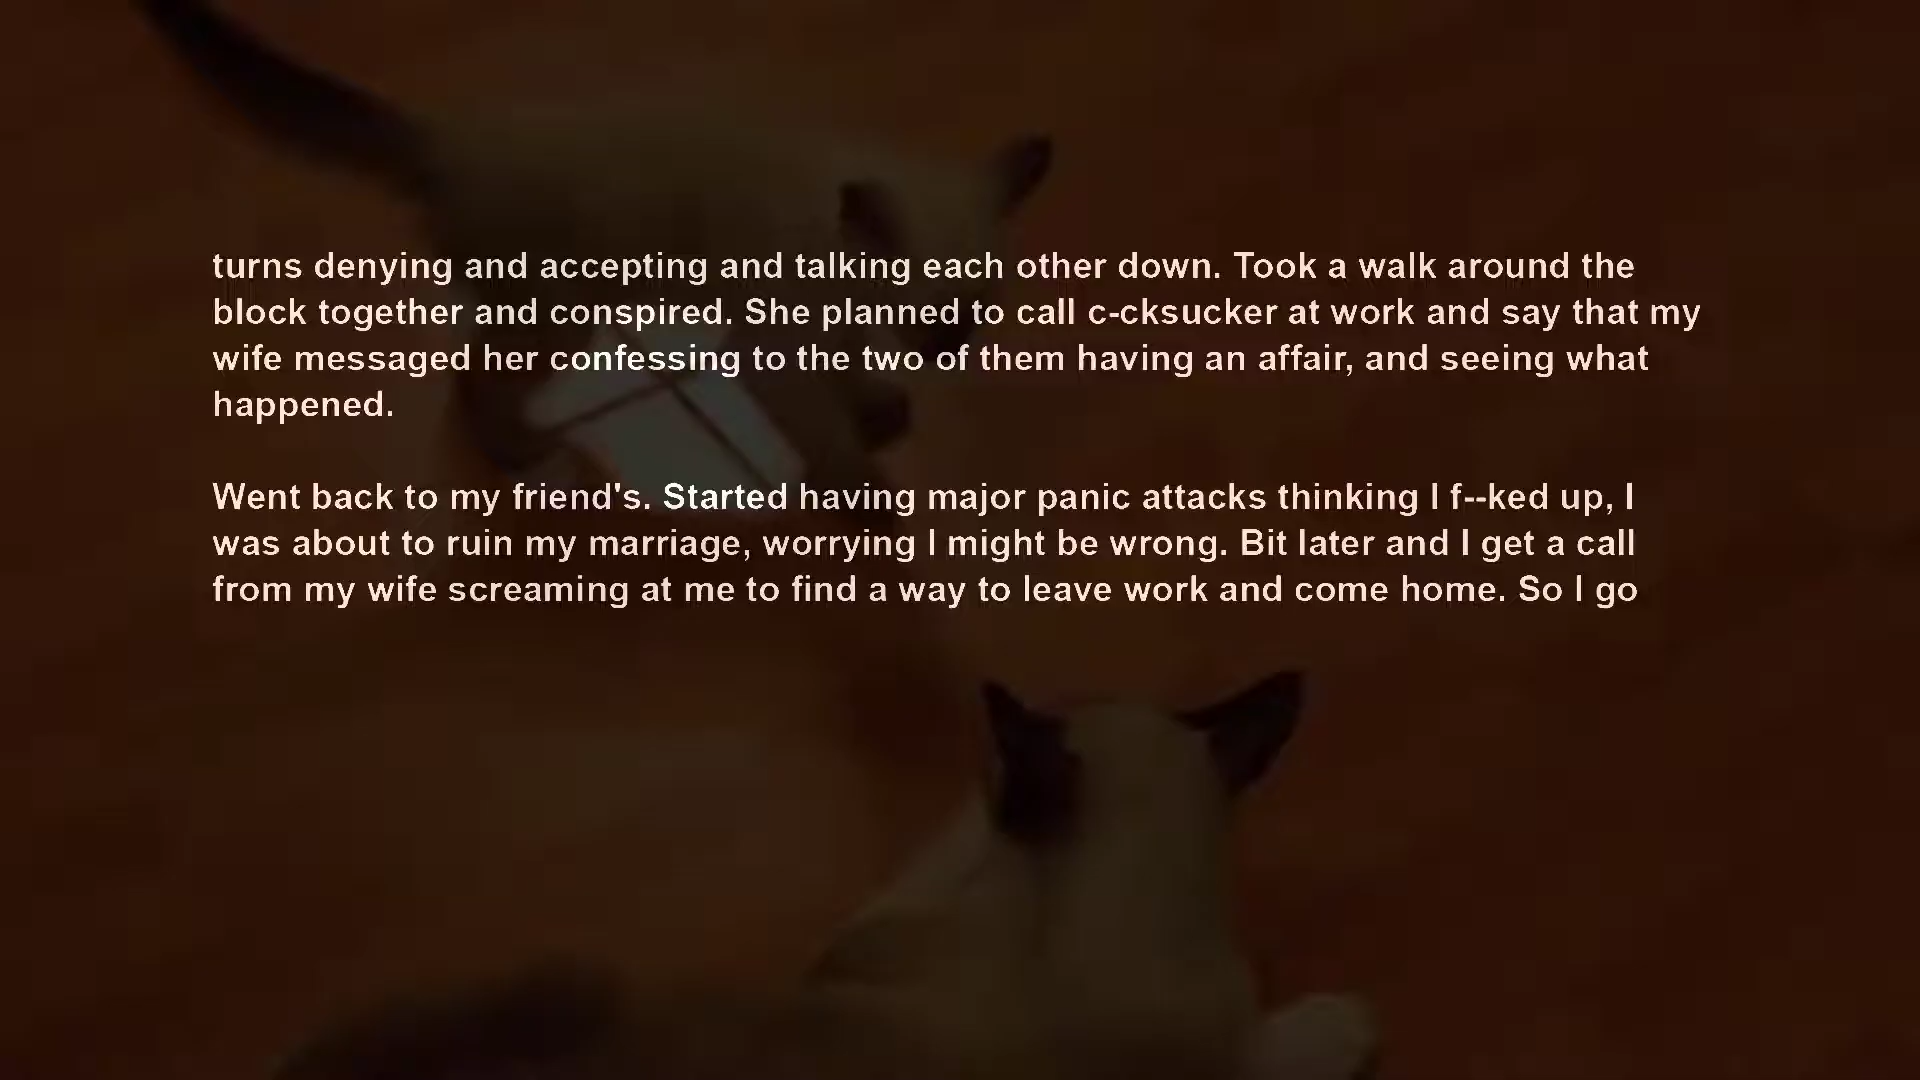 turns denying and accepting and talking each other down. Took a walk around the
block together and conspired. She planned to call c-cksucker at work and say that my
wife messaged her confessing to the two of them having an affair, and seeing what
happened.
Went back to my friend's. Started having major panic attacks thinking I f--ked up, I
was about to ruin my marriage, worrying I might be wrong. Bit later and I get a call
from my wife screaming at me to find a way to leave work and come home. So I go